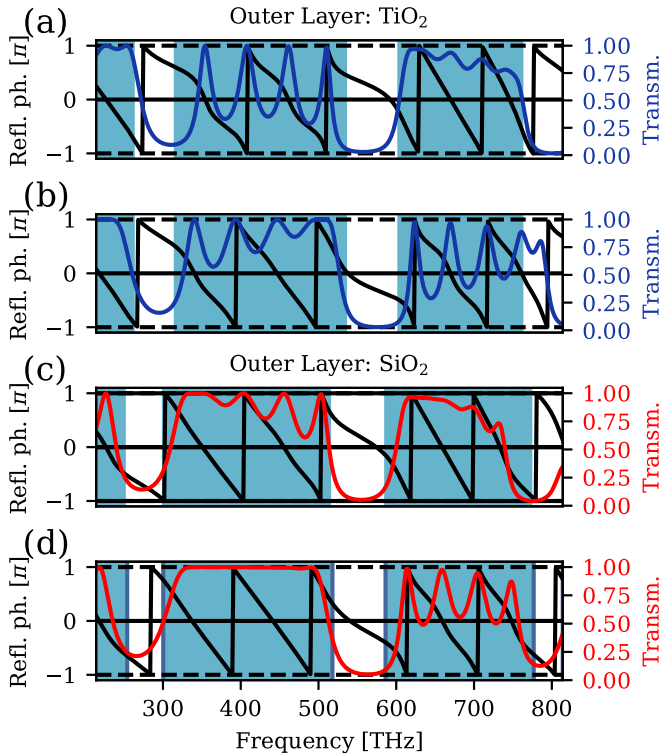 (a)
Outer Layer: TiO₂
Refl. ph. [π]
1
0
−1
1.00
0.75
0.50
0.25
0.00
Transm.
(b)
Refl. ph. [π]
1
0
−1
1.00
0.75
0.50
0.25
0.00
Transm.
(c)
Outer Layer: SiO₂
Refl. ph. [π]
1
0
−1
1.00
0.75
0.50
0.25
0.00
Transm.
(d)
Refl. ph. [π]
1
0
−1
1.00
0.75
0.50
0.25
0.00
Transm.
300 400 500 600 700 800
Frequency [THz]